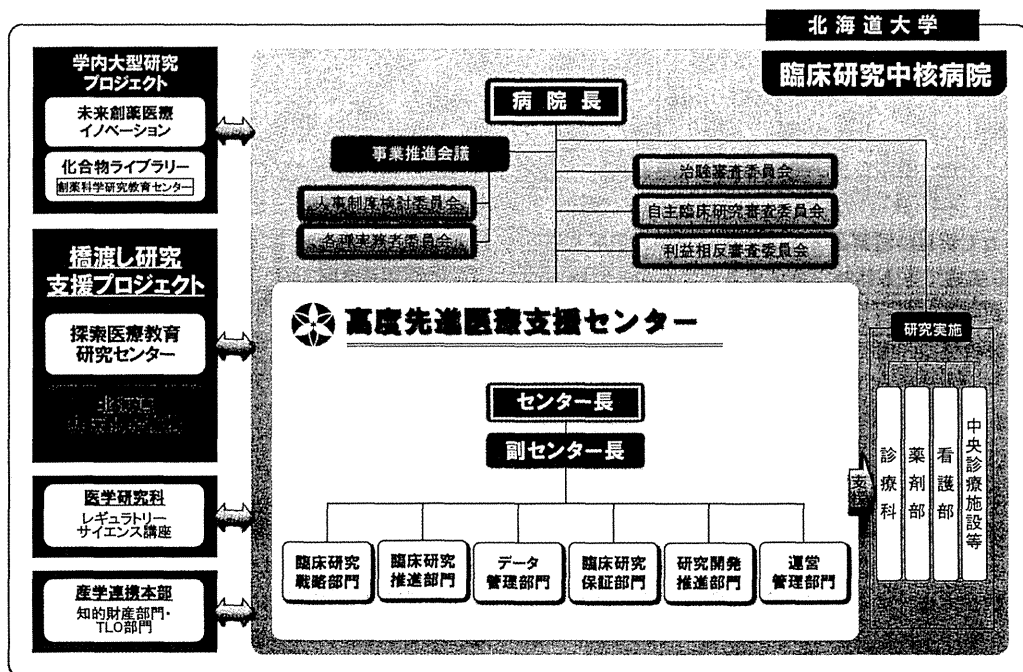 北海道大学
臨床研究中核病院
学内大型研究
プロジェクト
未来創薬医療
イノベーション
化合物ライブラリー
創薬科学研究教育センター
橋渡し研究
支援プロジェクト
探索医療教育
研究センター
医学研究科
レギュラトリー
サイエンス講座
産学連携本部
知的財産部門・
TLO部門
病院長
事業推進会議
人事制度検討委員会
各種実務者委員会
治験審査委員会
自主臨床研究審査委員会
利益相反審査委員会
高度先進医療支援センター
センター長
副センター長
臨床研究
戦略部門
臨床研究
推進部門
データ
管理部門
臨床研究
保証部門
研究開発
推進部門
運営
管理部門
支援
研究実施
診療科
薬剤部
看護部
中央診療施設等